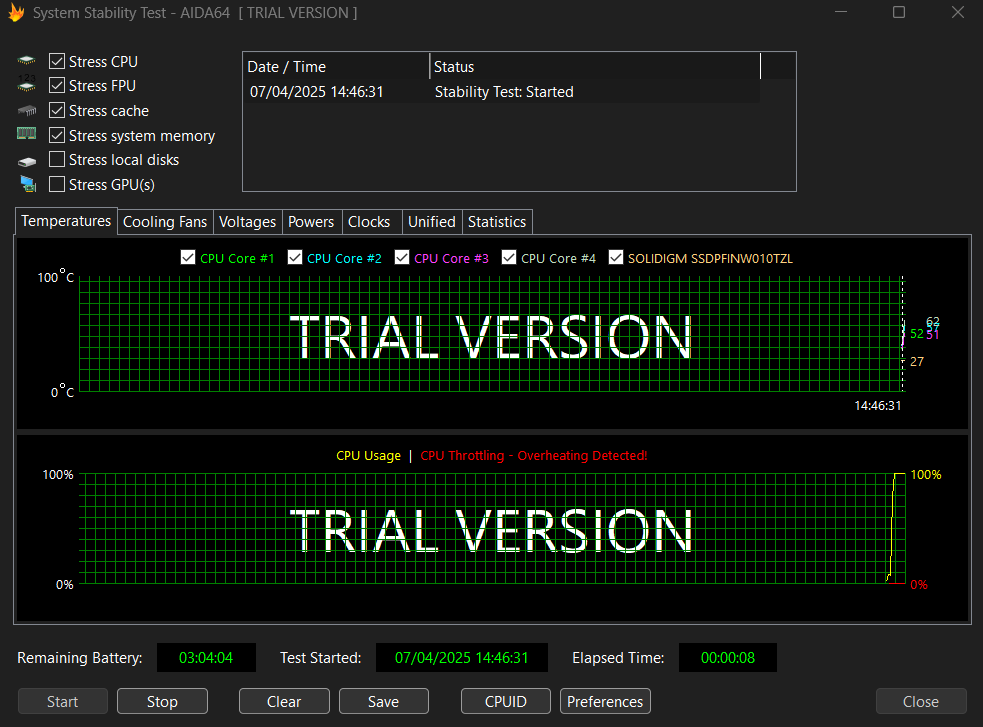 System Stability Test - AIDA64 [ TRIAL VERSION ]
Stress CPU
123
Stress FPU
Stress cache
Stress system memory
Stress local disks
Stress GPU(s)
Date / Time Status
07/04/2025 14:46:31 Stability Test: Started
Temperatures Cooling Fans Voltages Powers Clocks Unified Statistics
CPU Core #1 CPU Core #2 CPU Core #3 CPU Core #4 SOLIDIGM SSDPFINW010TZL
100°C
TRIAL VERSION
62
52 51
27
0°C
14:46:31
CPU Usage | CPU Throttling - Overheating Detected!
100% 100%
TRIAL VERSION
0% 0%
Remaining Battery: 03:04:04 Test Started: 07/04/2025 14:46:31 Elapsed Time: 00:00:08
Start Stop Clear Save CPUID Preferences Close